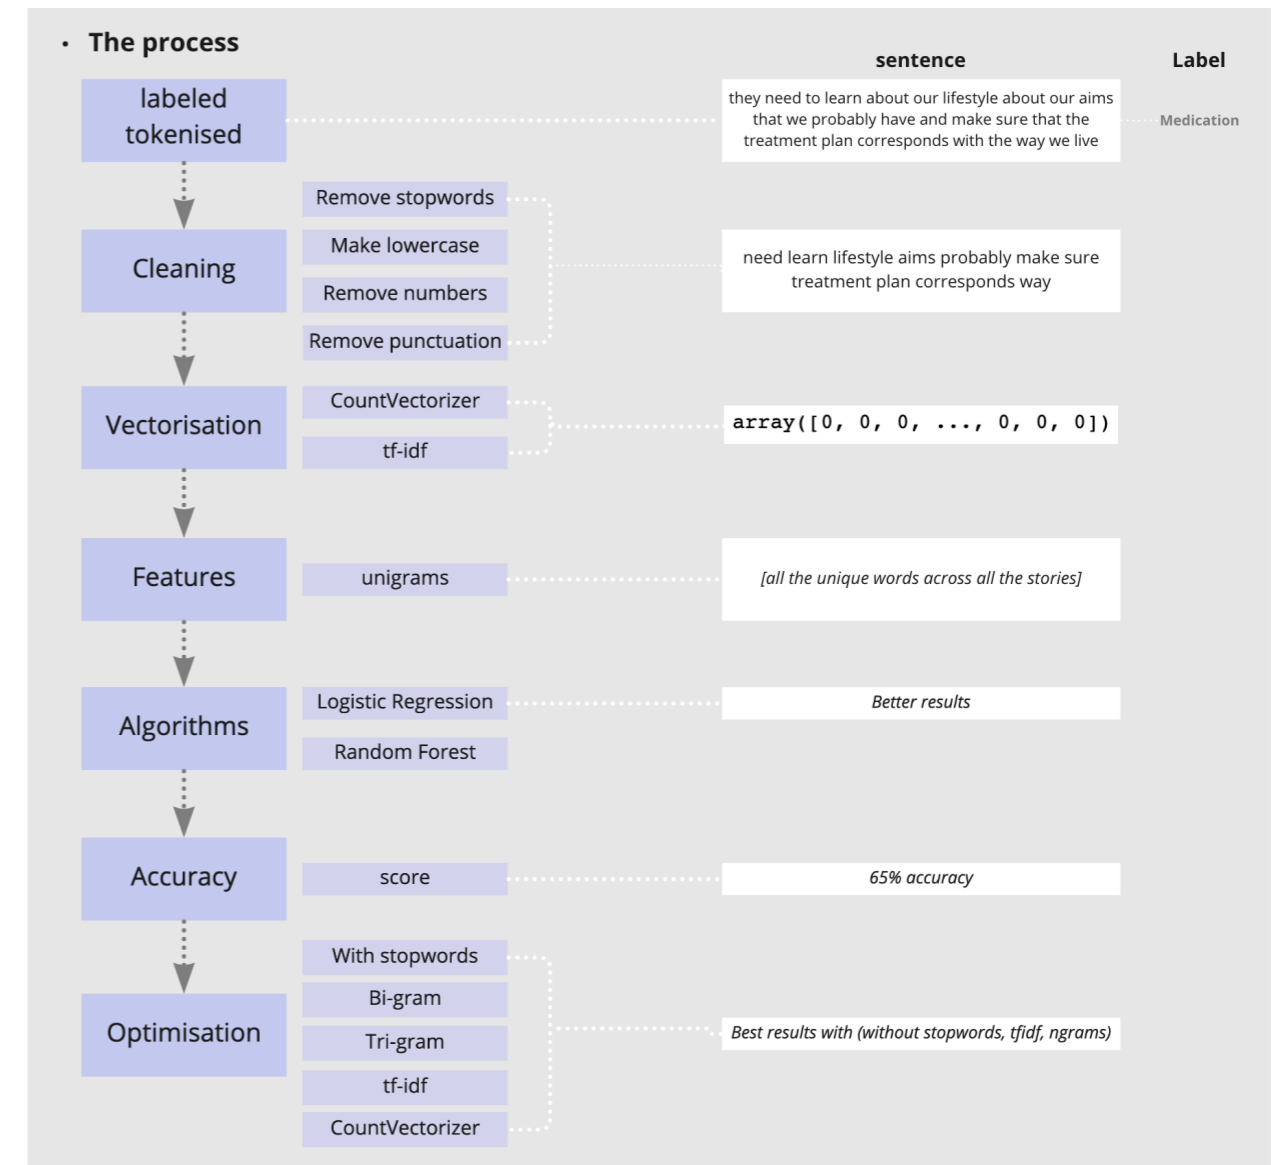 • The process
sentence
Label
labeled
tokenised
they need to learn about our lifestyle about our aims
that we probably have and make sure that the
treatment plan corresponds with the way we live
Medication
Cleaning
Remove stopwords
Make lowercase
Remove numbers
Remove punctuation
need learn lifestyle aims probably make sure
treatment plan corresponds way
Vectorisation
CountVectorizer
tf-idf
array([0, 0, 0, ..., 0, 0, 0])
Features
unigrams
[all the unique words across all the stories]
Algorithms
Logistic Regression
Random Forest
Better results
Accuracy
score
65% accuracy
Optimisation
With stopwords
Bi-gram
Tri-gram
tf-idf
CountVectorizer
Best results with (without stopwords, tfidf, ngrams)